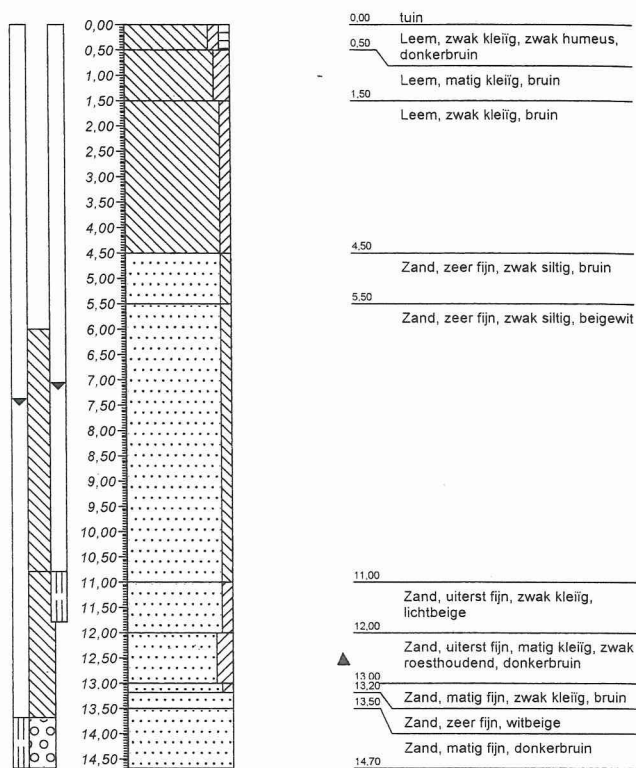 0,00
0,50
1,00
1,50
2,00
2,50
3,00
3,50
4,00
4,50
5,00
5,50
6,00
6,50
7,00
7,50
8,00
8,50
9,00
9,50
10,00
10,50
11,00
11,50
12,00
12,50
13,00
13,50
14,00
14,50
0,00 tuin
0,50 Leem, zwak kleiïg, zwak humeus,
donkerbruin
Leem, matig kleiïg, bruin
1,50
Leem, zwak kleiïg, bruin
4,50
Zand, zeer fijn, zwak siltig, bruin
5,50
Zand, zeer fijn, zwak siltig, beigewit
11,00
Zand, uiterst fijn, zwak kleiïg,
lichtbeige
12,00
Zand, uiterst fijn, matig kleiïg, zwak
roesthoudend, donkerbruin
13,00
13,20 Zand, matig fijn, zwak kleiïg, bruin
13,50
Zand, zeer fijn, witbeige
Zand, matig fijn, donkerbruin
14,70